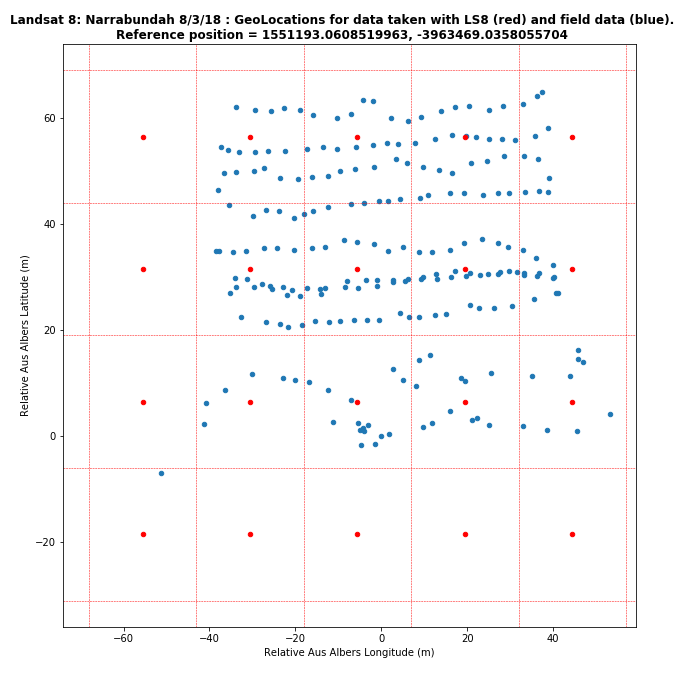 Landsat 8: Narrabundah 8/3/18 : GeoLocations for data taken with LS8 (red) and field data (blue).
Reference position = 1551193.0608519963, -3963469.0358055704
60
40
20
0
−20
Relative Aus Albers Latitude (m)
−60 −40 −20 0 20 40
Relative Aus Albers Longitude (m)